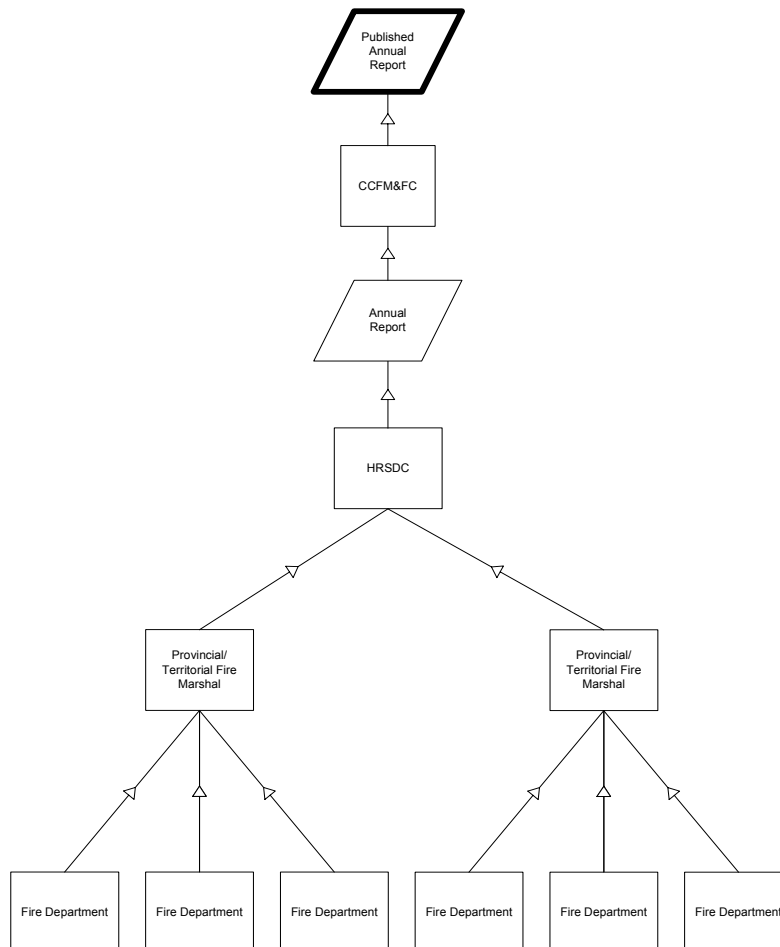 Published
Annual
Report
CCFM&FC
Annual
Report
HRSDC
Provincial/
Territorial Fire
Marshal
Provincial/
Territorial Fire
Marshal
Fire Department
Fire Department
Fire Department
Fire Department
Fire Department
Fire Department